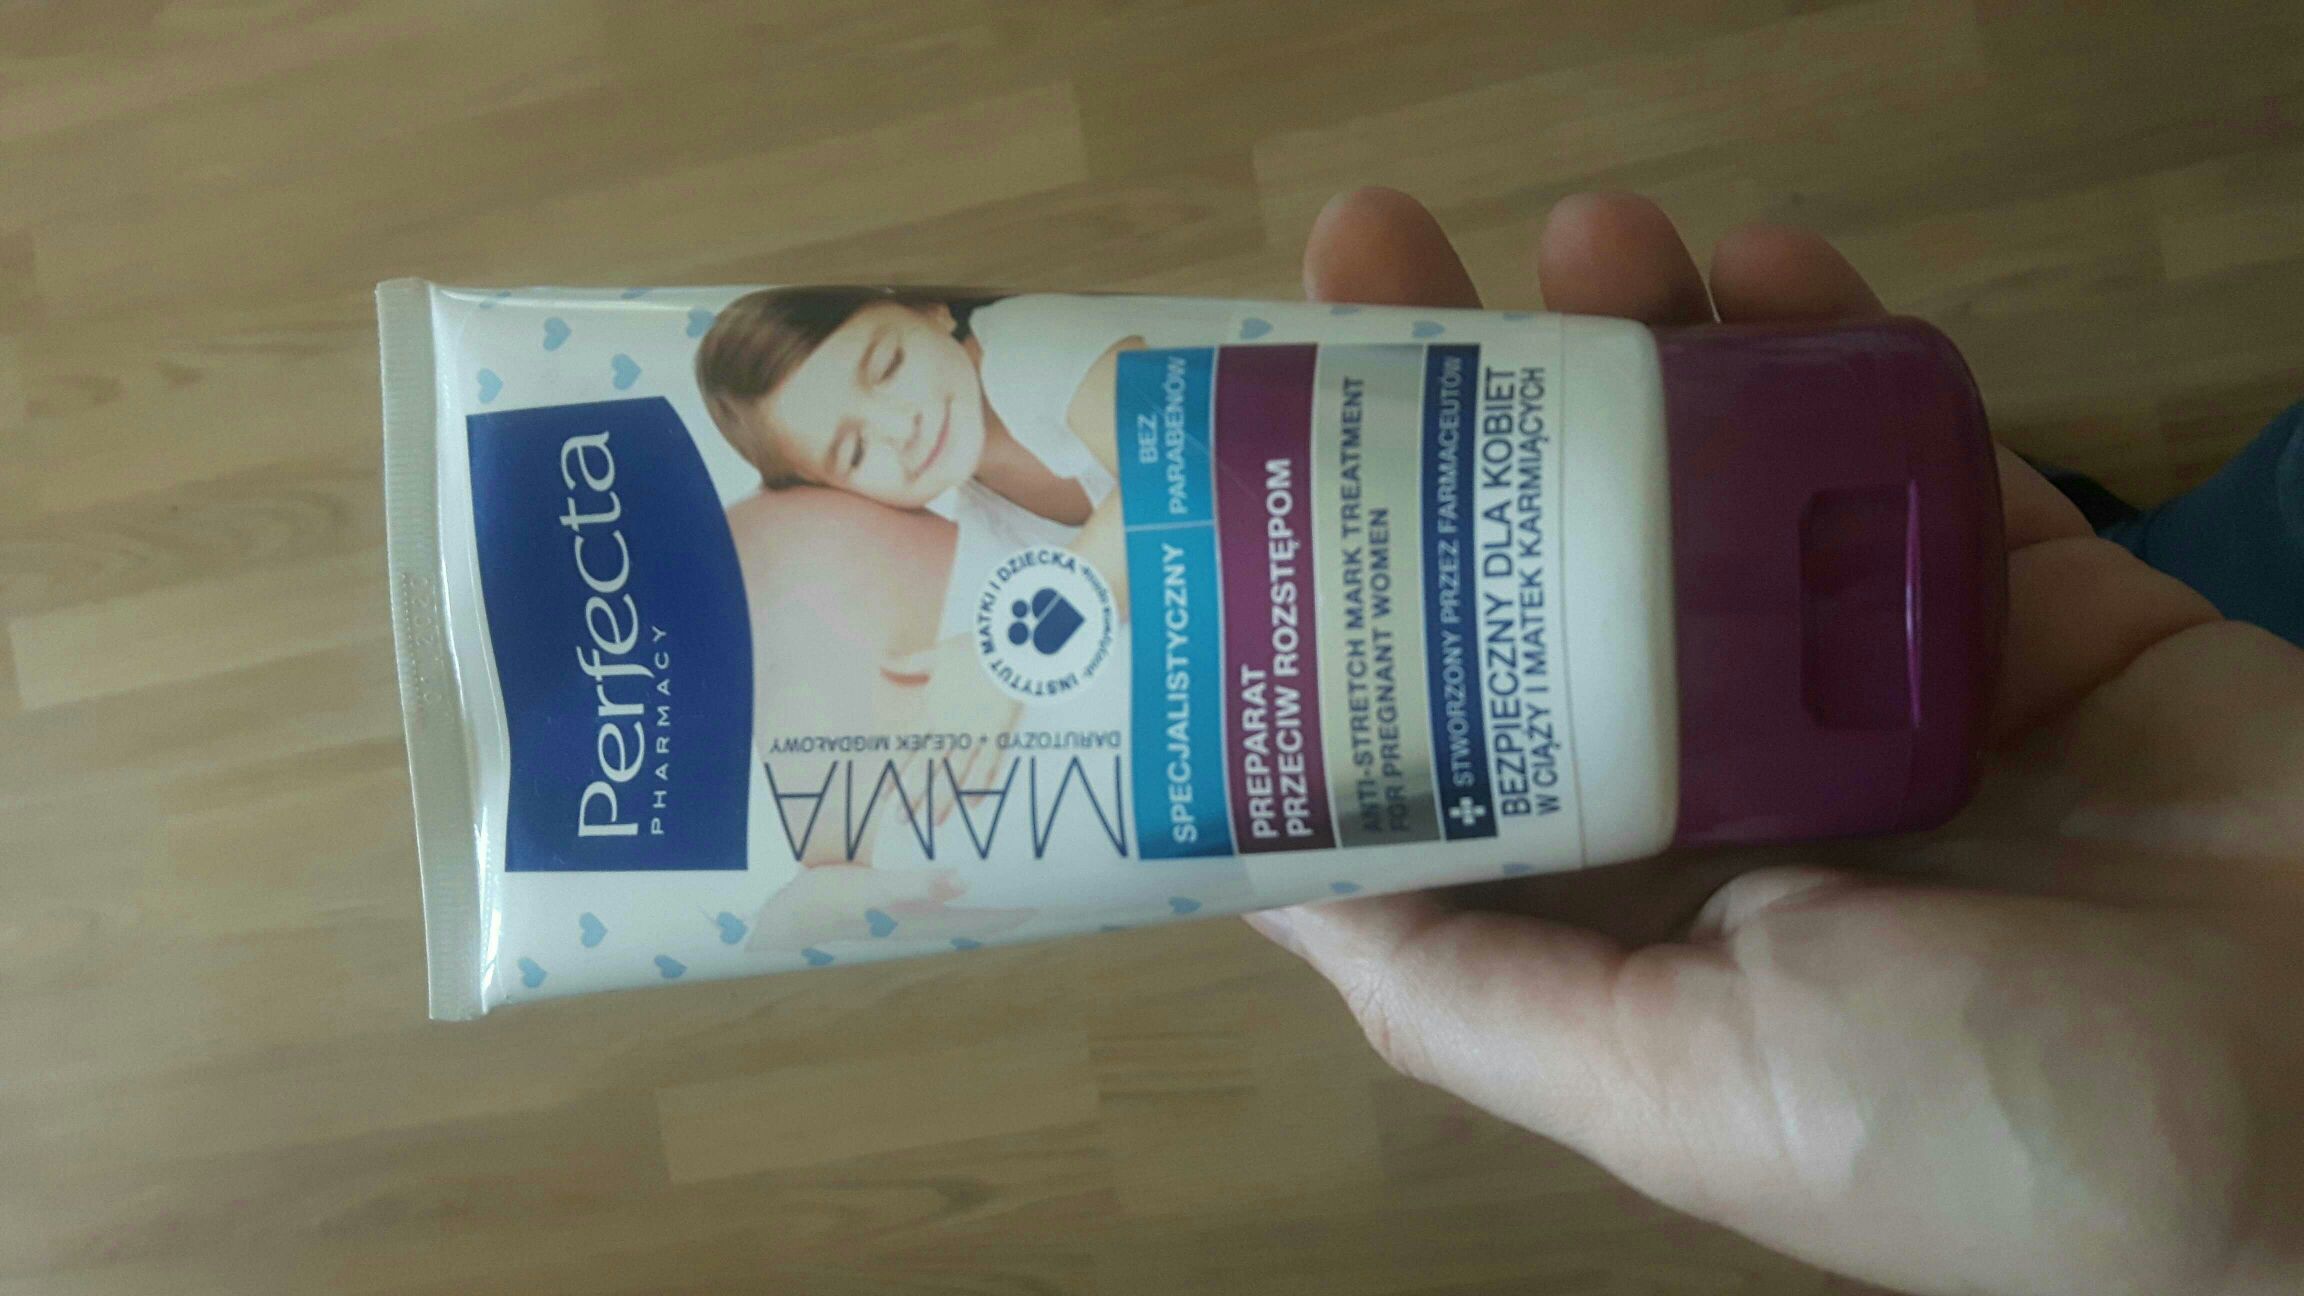 Perfecta
PHARMACY
MAMA
DARUTOZYD + OLEJEK MIGDAŁOWY
INSTYTUT MATKI I DZIECKA
SPECJALISTYCZNY
BEZ
PARABENÓW
PREPARAT
PRZECIW ROZSTĘPOM
ANTI-STRETCH MARK TREATMENT
FOR PREGNANT WOMEN
STWORZONY PRZEZ FARMACEUTÓW
BEZPIECZNY DLA KOBIET
W CIĄŻY I MATEK KARMIĄCYCH